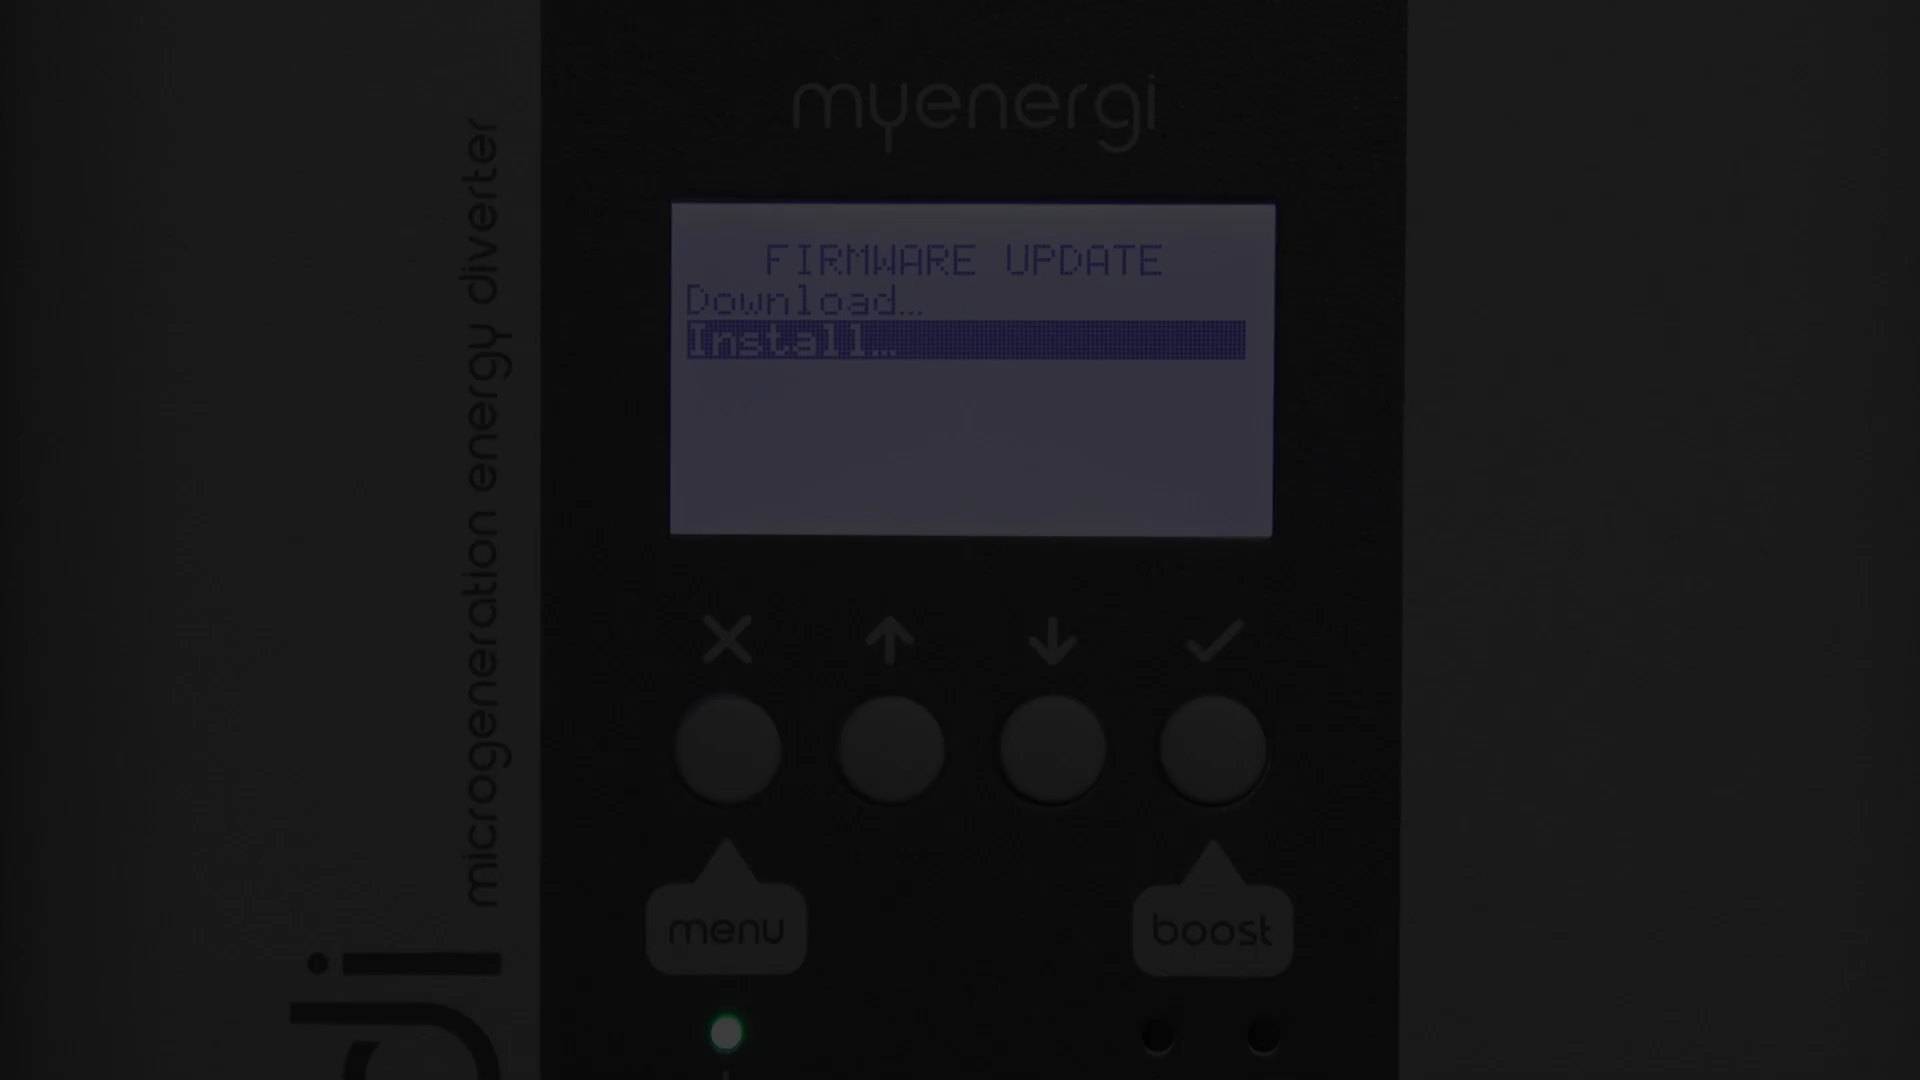 myenergi
FIRMWARE UPDATE
Download...
Install...
menu
boost
microgeneration energy diverter